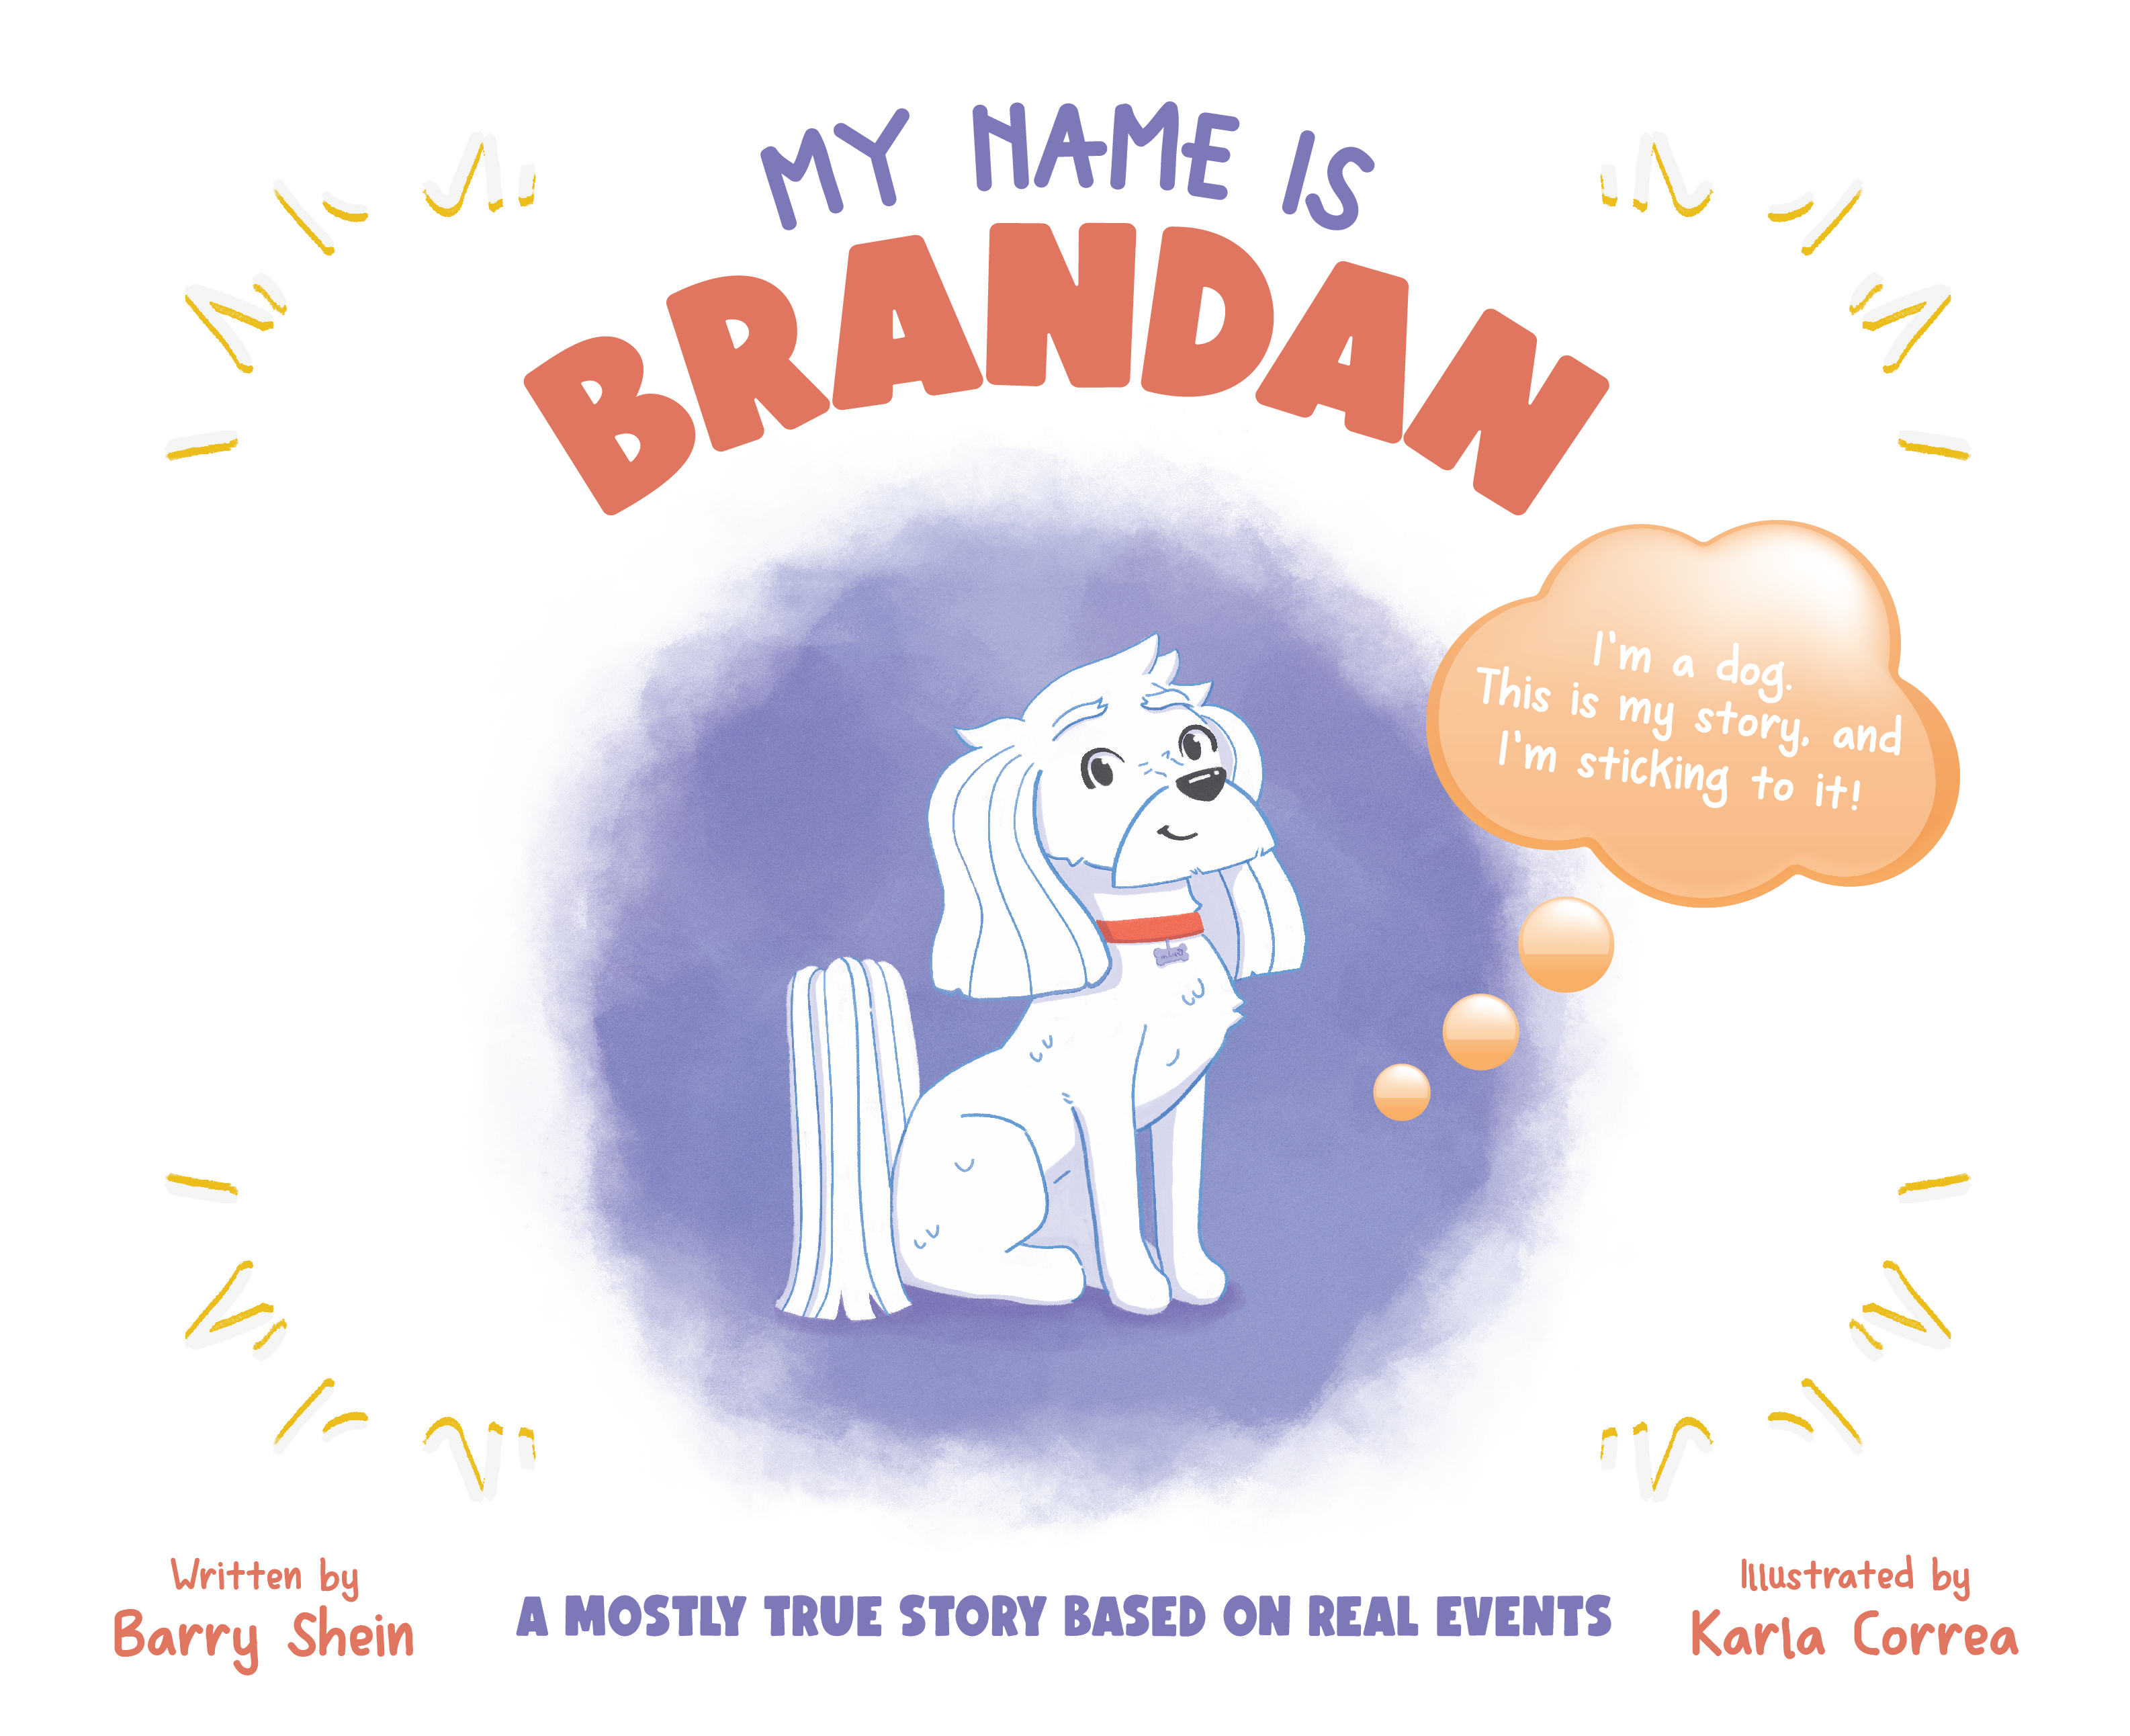 MY NAME IS
BRANDAN
I'm a dog.
This is my story, and
I'm sticking to it!
Written by
Barry Shein
A MOSTLY TRUE STORY BASED ON REAL EVENTS
Illustrated by
Karla Correa